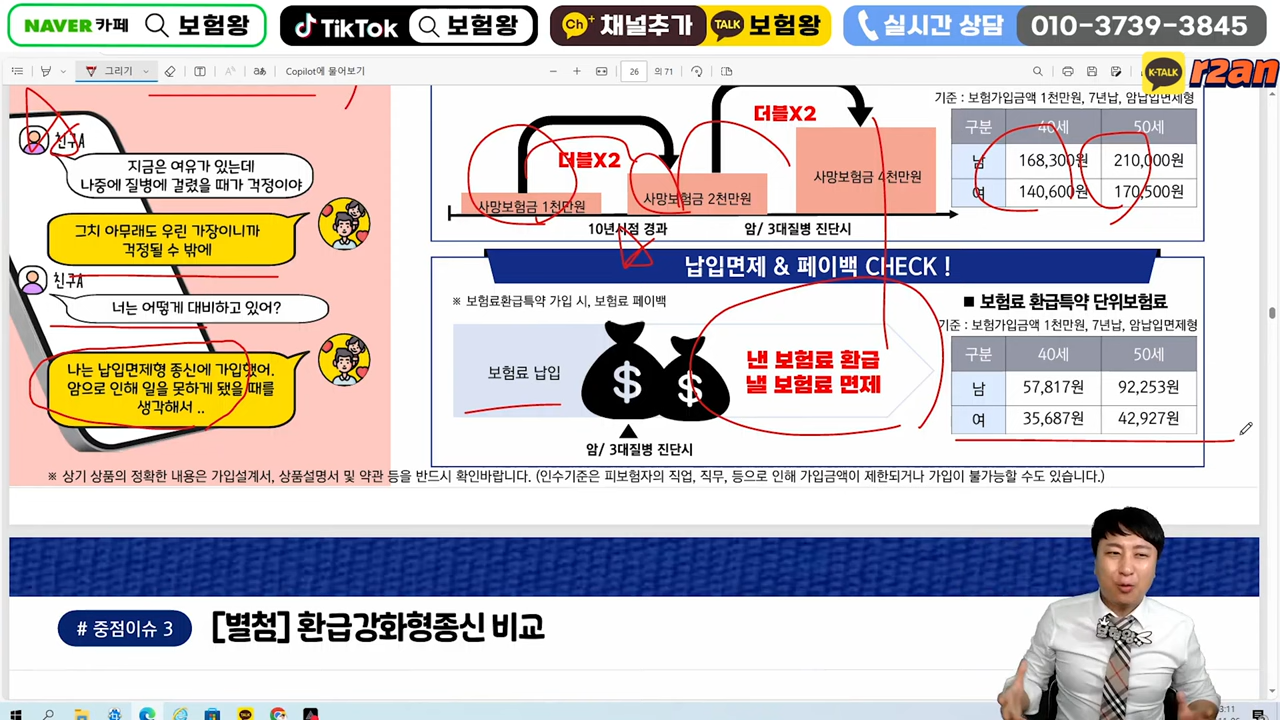 NAVER 카페 보험왕
TikTok 보험왕
Ch+ 채널추가 TALK 보험왕
실시간 상담 010-3739-3845
그리기
Copilot에 물어보기
26 의 71
K-TALK r2an
친구A
지금은 여유가 있는데
나중에 질병에 걸렸을 때가 걱정이야
그치 아무래도 우린 가장이니까
걱정될 수 밖에
친구A
너는 어떻게 대비하고 있어?
나는 납입면제형 종신에 가입했어.
암으로 인해 일을 못하게 됐을 때를
생각해서 ..
더블X2
더블X2
사망보험금 1천만원
사망보험금 2천만원
사망보험금 4천만원
10년시점 경과
암/ 3대질병 진단시
기준 : 보험가입금액 1천만원, 7년납, 암납입면제형
구분 40세 50세
남 168,300원 210,000원
여 140,600원 170,500원
납입면제 & 페이백 CHECK !
※ 보험료환급특약 가입 시, 보험료 페이백
보험료 납입
$ $
낸 보험료 환급
낼 보험료 면제
암/ 3대질병 진단시
■ 보험료 환급특약 단위보험료
기준 : 보험가입금액 1천만원, 7년납, 암납입면제형
구분 40세 50세
남 57,817원 92,253원
여 35,687원 42,927원
※ 상기 상품의 정확한 내용은 가입설계서, 상품설명서 및 약관 등을 반드시 확인바랍니다. (인수기준은 피보험자의 직업, 직무, 등으로 인해 가입금액이 제한되거나 가입이 불가능할 수도 있습니다.)
# 중점이슈 3
[별첨] 환급강화형종신 비교
보험왕